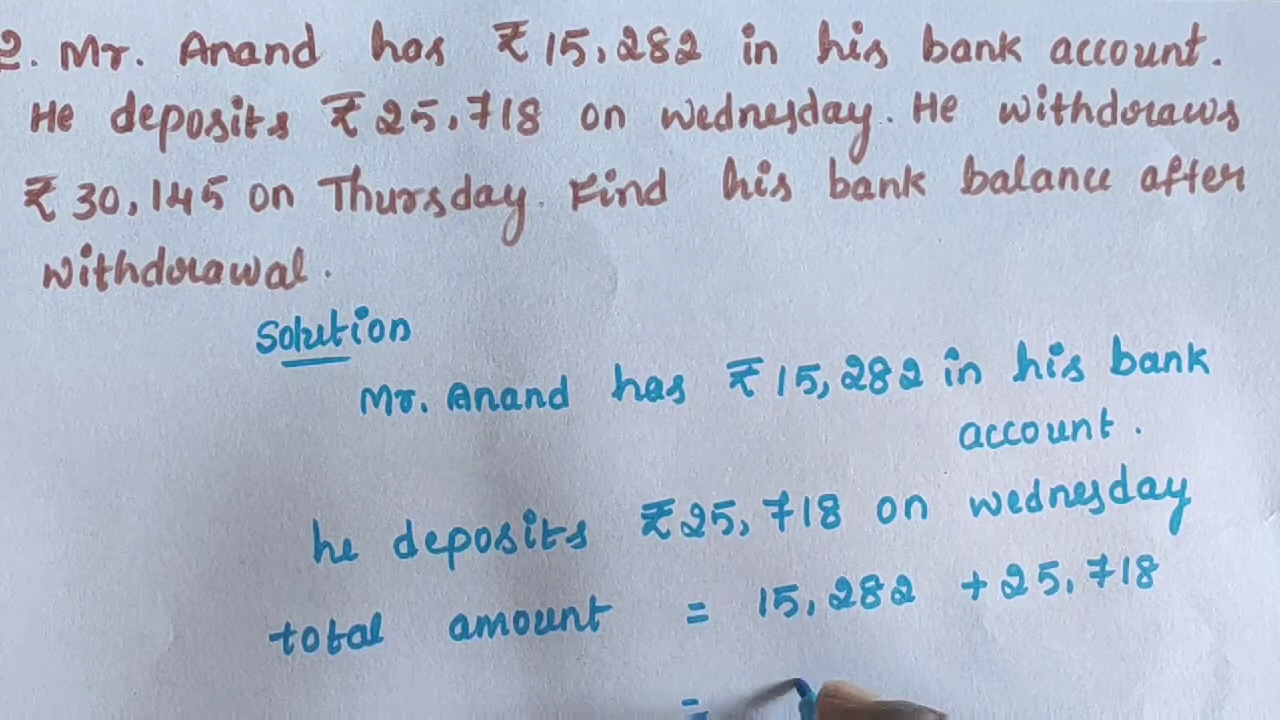 2. Mr. Anand has ₹15,282 in his bank account.
He deposits ₹25,718 on wednesday. He withdraws
₹30,145 on Thursday. Find his bank balance after
withdrawal.
Solution
Mr. Anand has ₹15,282 in his bank
account.
he deposits ₹25,718 on wednesday
total amount = 15,282 + 25,718
=